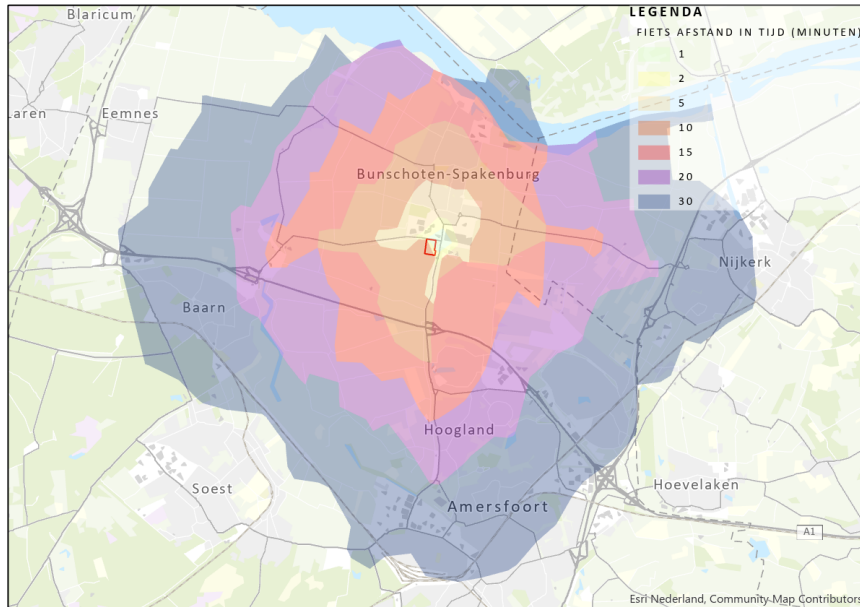 Blaricum
LEGENDA
FIETS AFSTAND IN TIJD (MINUTEN)
1
2
5
10
15
20
30
Laren
Eemnes
Bunschoten-Spakenburg
Nijkerk
Baarn
Hoogland
Soest
Hoevelaken
Amersfoort
A1
Esri Nederland, Community Map Contributors